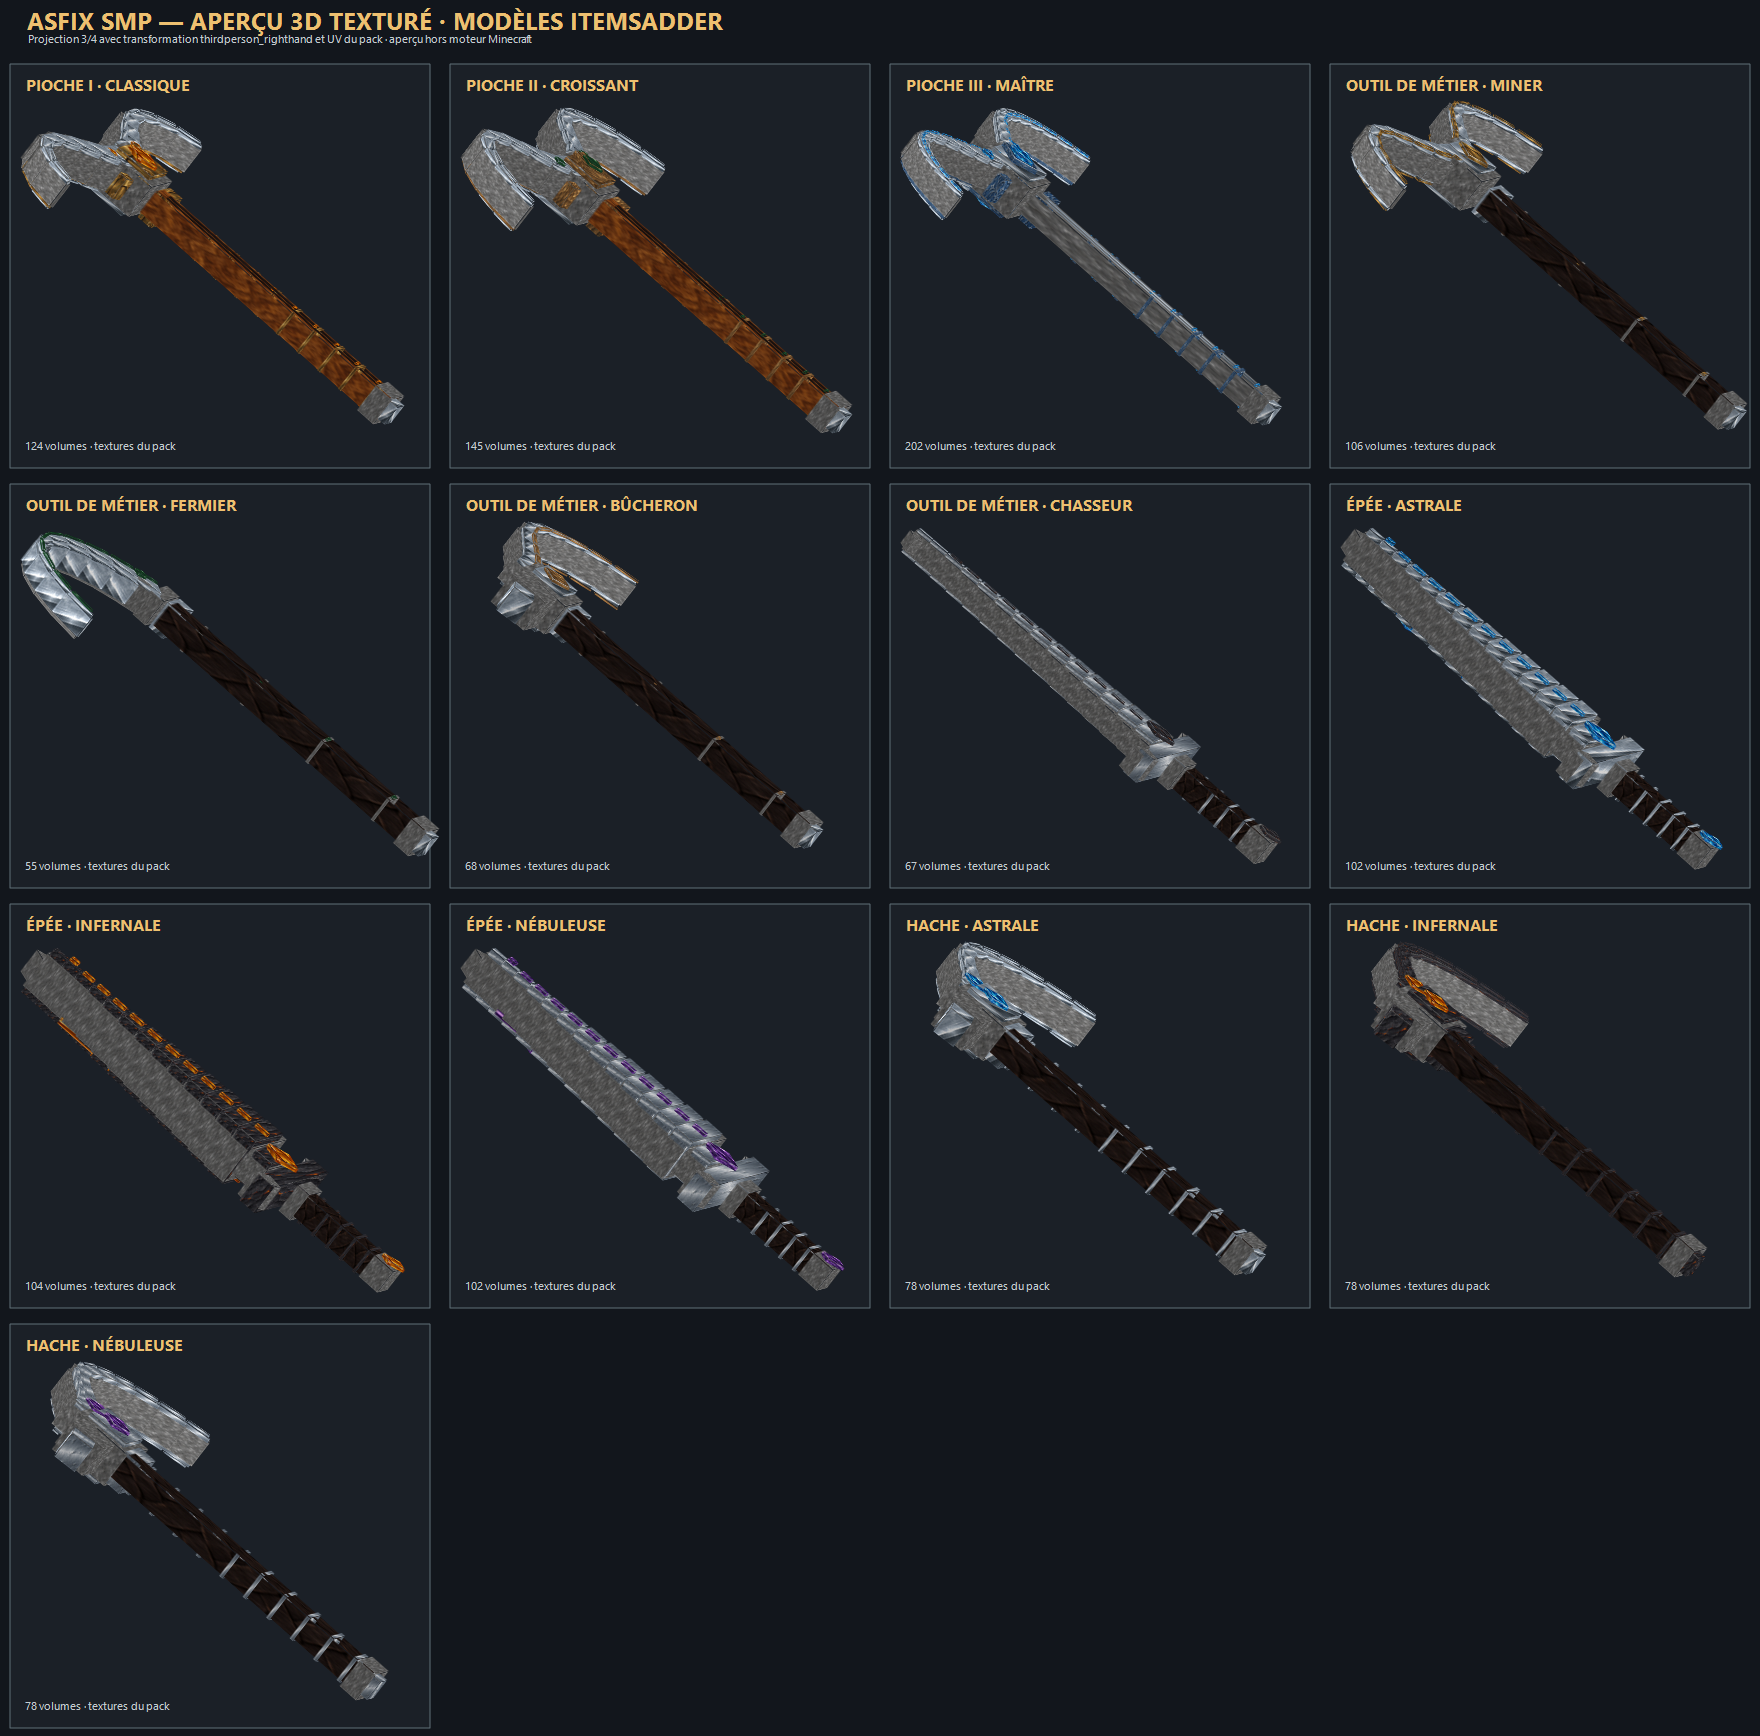 ASFIX SMP — APERÇU 3D TEXTURÉ · MODÈLES ITEMSADDER
Projection 3/4 avec transformation thirdperson_righthand et UV du pack · aperçu hors moteur Minecraft
PIOCHE I · CLASSIQUE
124 volumes · textures du pack
PIOCHE II · CROISSANT
145 volumes · textures du pack
PIOCHE III · MAÎTRE
202 volumes · textures du pack
OUTIL DE MÉTIER · MINER
106 volumes · textures du pack
OUTIL DE MÉTIER · FERMIER
55 volumes · textures du pack
OUTIL DE MÉTIER · BÛCHERON
68 volumes · textures du pack
OUTIL DE MÉTIER · CHASSEUR
67 volumes · textures du pack
ÉPÉE · ASTRALE
102 volumes · textures du pack
ÉPÉE · INFERNALE
104 volumes · textures du pack
ÉPÉE · NÉBULEUSE
102 volumes · textures du pack
HACHE · ASTRALE
78 volumes · textures du pack
HACHE · INFERNALE
78 volumes · textures du pack
HACHE · NÉBULEUSE
78 volumes · textures du pack